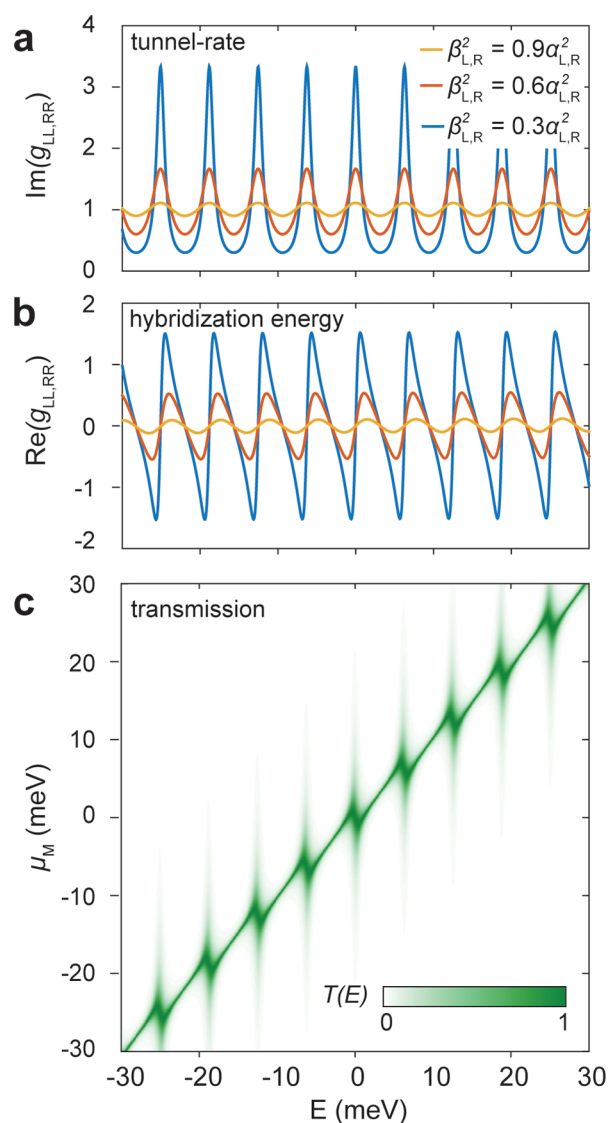 a
tunnel-rate
β²L,R = 0.9α²L,R
β²L,R = 0.6α²L,R
β²L,R = 0.3α²L,R
Im(gLL,RR)
4
3
2
1
0
b
hybridization energy
Re(gLL,RR)
2
1
0
-1
-2
c
transmission
μM (meV)
30
20
10
0
-10
-20
-30
T(E)
0
1
-30
-20
-10
0
10
20
30
E (meV)